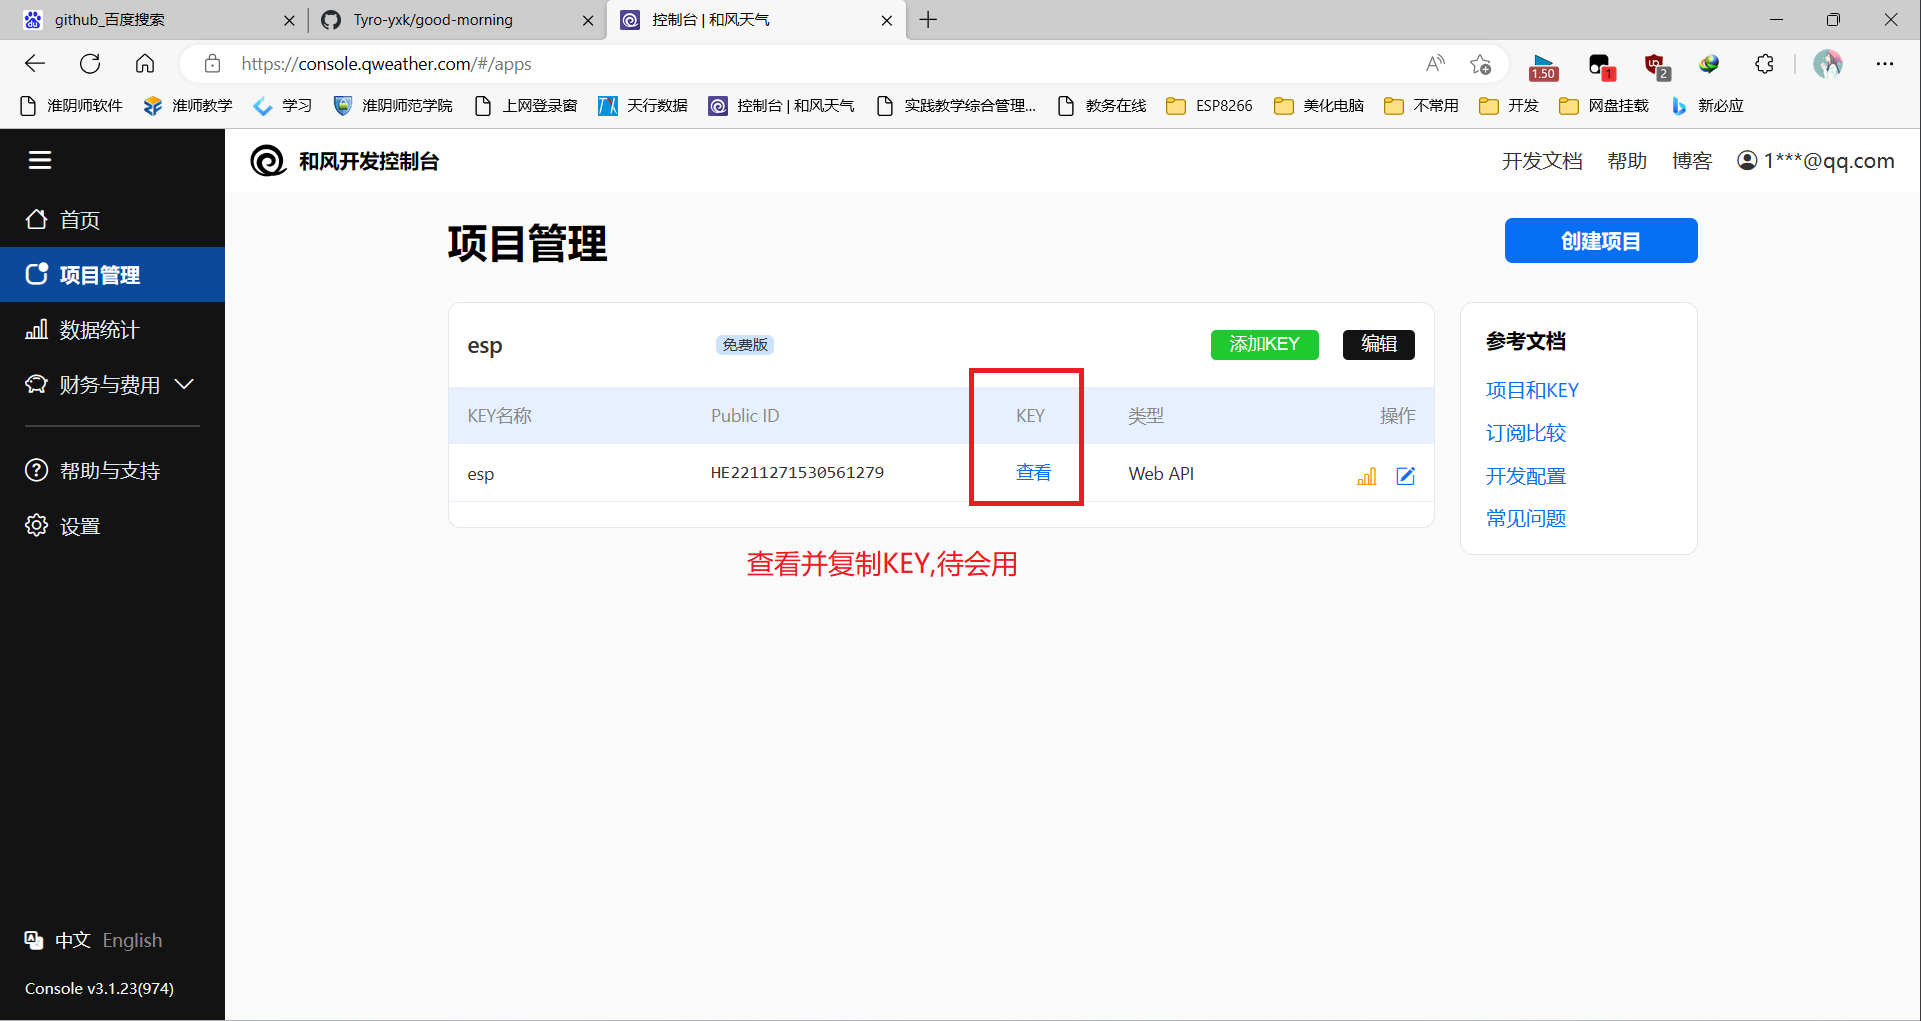 github_百度搜索
Tyro-yxk/good-morning
控制台 | 和风天气
https://console.qweather.com/#/apps
1.50
1
2
淮阴师软件
淮师教学
学习
淮阴师范学院
上网登录窗
天行数据
控制台 | 和风天气
实践教学综合管理...
教务在线
ESP8266
美化电脑
不常用
开发
网盘挂载
新必应
和风开发控制台
开发文档
帮助
博客
1***@qq.com
首页
项目管理
数据统计
财务与费用
帮助与支持
设置
中文 English
Console v3.1.23(974)
项目管理
创建项目
esp
免费版
添加KEY
编辑
KEY名称
Public ID
KEY
类型
操作
esp
HE2211271530561279
查看
Web API
查看并复制KEY,待会用
参考文档
项目和KEY
订阅比较
开发配置
常见问题